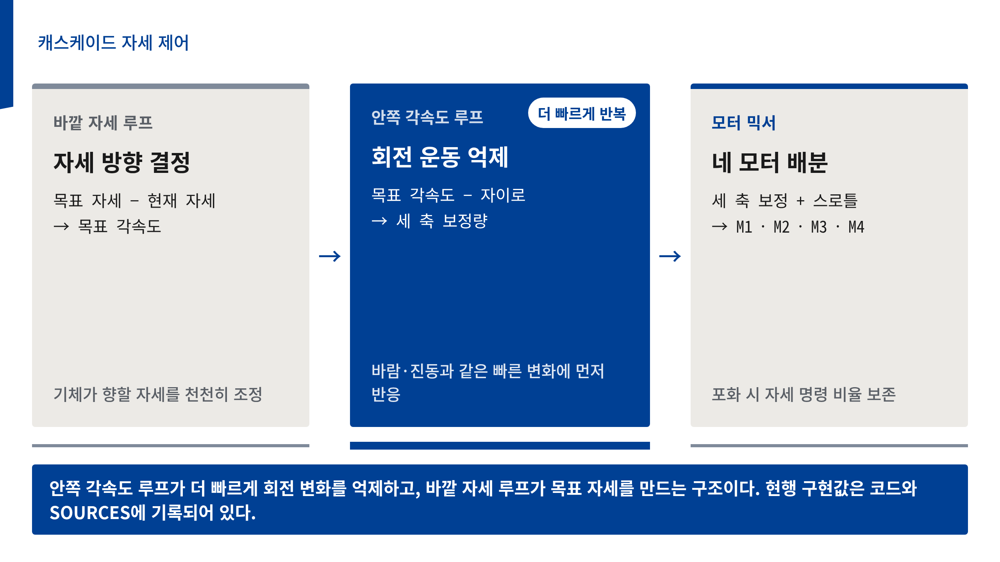 캐스케이드 자세 제어
바깥 자세 루프
자세 방향 결정
목표 자세 − 현재 자세
→ 목표 각속도
기체가 향할 자세를 천천히 조정
→
안쪽 각속도 루프
더 빠르게 반복
회전 운동 억제
목표 각속도 − 자이로
→ 세 축 보정량
바람·진동과 같은 빠른 변화에 먼저
반응
→
모터 믹서
네 모터 배분
세 축 보정 + 스로틀
→ M1 · M2 · M3 · M4
포화 시 자세 명령 비율 보존
안쪽 각속도 루프가 더 빠르게 회전 변화를 억제하고, 바깥 자세 루프가 목표 자세를 만드는 구조이다. 현행 구현값은 코드와
SOURCES에 기록되어 있다.